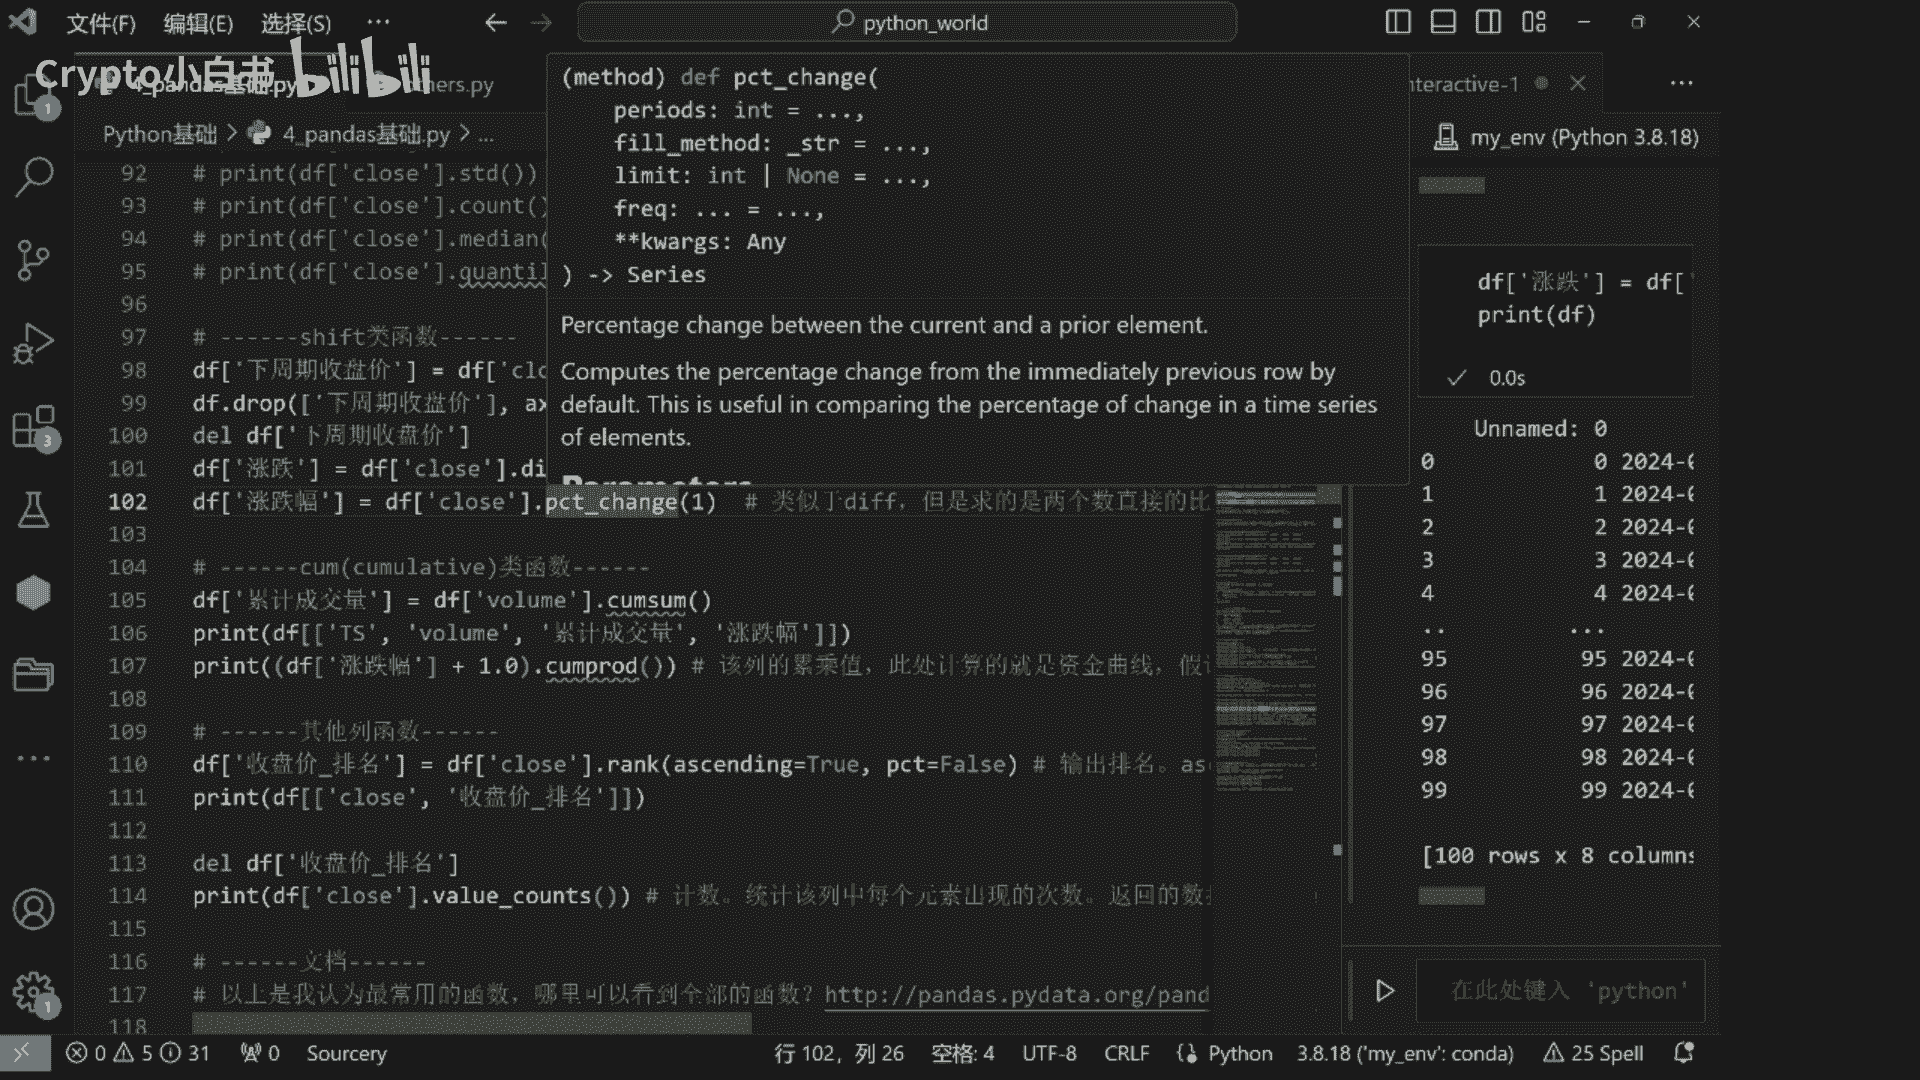 文件(F) 编辑(E) 选择(S) ··· python_world
Crypto小白书 bilibili
4_pandas基础.py hers.py nteractive-1
Python基础 > 4_pandas基础.py > ...
my_env (Python 3.8.18)
(method) def pct_change(
periods: int = ...,
fill_method: _str = ...,
limit: int | None = ...,
freq: ... = ...,
**kwargs: Any
) -> Series
Percentage change between the current and a prior element.
Computes the percentage change from the immediately previous row by
default. This is useful in comparing the percentage of change in a time series
of elements.
Parameters
92 # print(df['close'].std())
93 # print(df['close'].count()
94 # print(df['close'].median(
95 # print(df['close'].quantil
96
97 # ------shift类函数------
98 df['下周期收盘价'] = df['clo
99 df.drop(['下周期收盘价'], ax
100 del df['下周期收盘价']
101 df['涨跌'] = df['close'].di
102 df['涨跌幅'] = df['close'].pct_change(1) # 类似于diff，但是求的是两个数直接的比
103
104 # ------cum(cumulative)类函数------
105 df['累计成交量'] = df['volume'].cumsum()
106 print(df[['TS', 'volume', '累计成交量', '涨跌幅']])
107 print((df['涨跌幅'] + 1.0).cumprod()) # 该列的累乘值，此处计算的就是资金曲线，假
108
109 # ------其他列函数------
110 df['收盘价_排名'] = df['close'].rank(ascending=True, pct=False) # 输出排名。as
111 print(df[['close', '收盘价_排名']])
112
113 del df['收盘价_排名']
114 print(df['close'].value_counts()) # 计数。统计该列中每个元素出现的次数。返回的数
115
116 # ------文档------
117 # 以上是我认为最常用的函数，哪里可以看到全部的函数？http://pandas.pydata.org/pand
118
df['涨跌'] = df['
print(df)
0.0s
Unnamed: 0
0 0 2024-0
1 1 2024-0
2 2 2024-0
3 3 2024-0
4 4 2024-0
.. ...
95 95 2024-0
96 96 2024-0
97 97 2024-0
98 98 2024-0
99 99 2024-0
[100 rows x 8 columns
在此处键入 'python'
1
3
1
0 5 31 0 Sourcery 行 102，列 26 空格: 4 UTF-8 CRLF Python 3.8.18 ('my_env': conda) 25 Spell